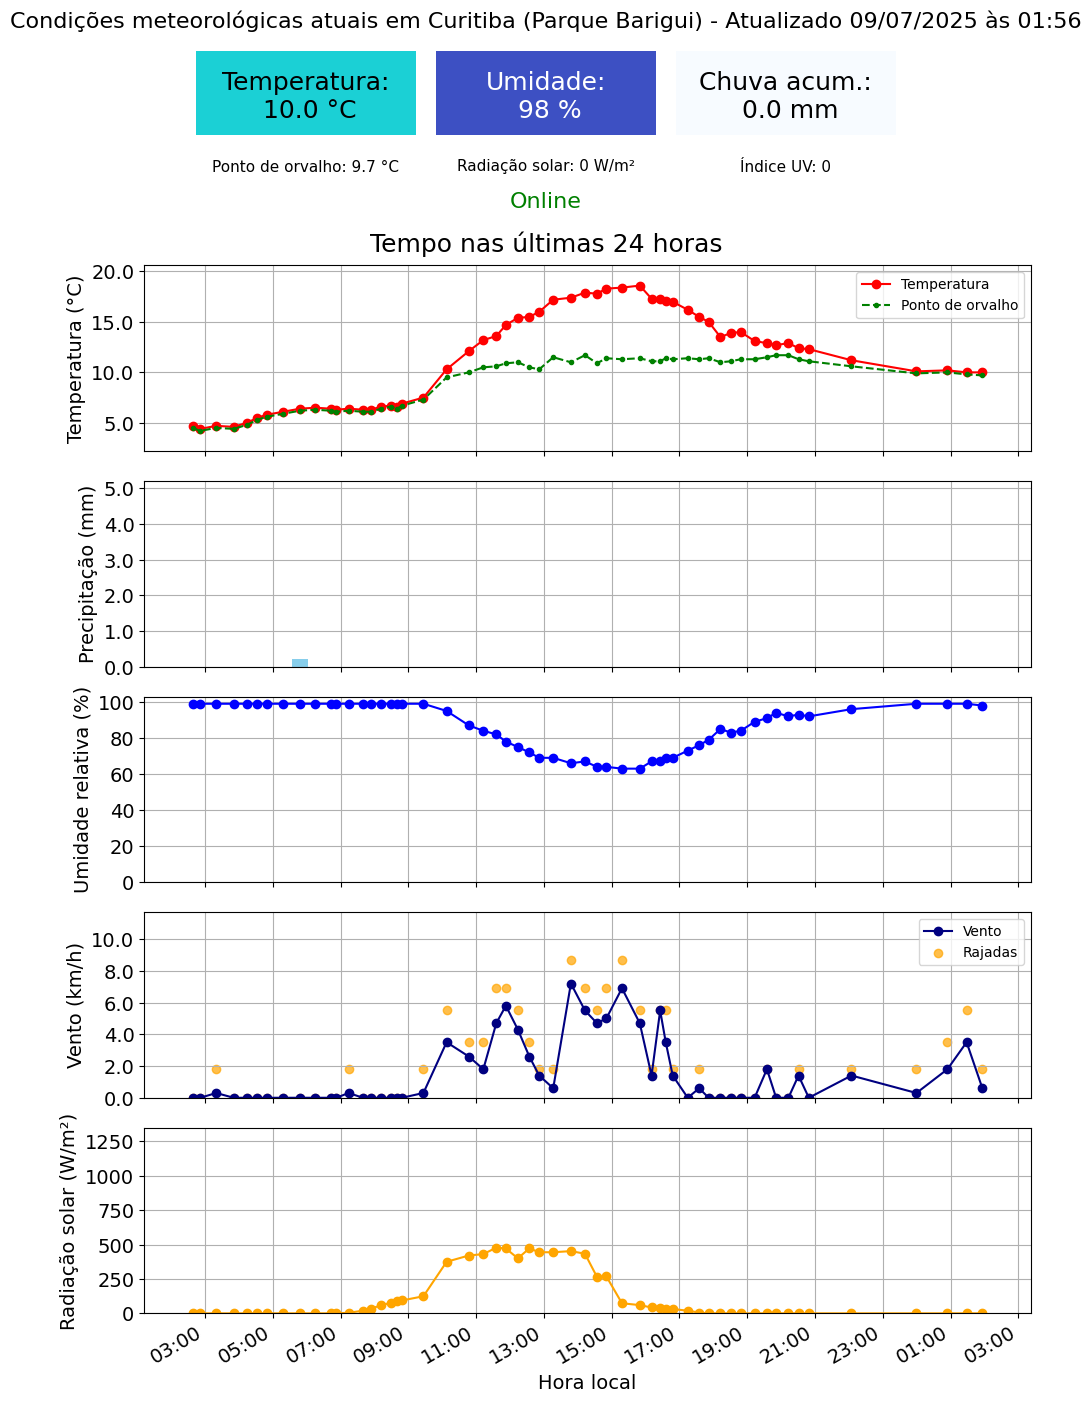 Condições meteorológicas atuais em Curitiba (Parque Barigui) - Atualizado 09/07/2025 às 01:56
Temperatura:
10.0 °C
Umidade:
98 %
Chuva acum.:
0.0 mm
Ponto de orvalho: 9.7 °C
Radiação solar: 0 W/m²
Índice UV: 0
Online
Tempo nas últimas 24 horas
Temperatura (°C)
20.0
15.0
10.0
5.0
Temperatura
Ponto de orvalho
Precipitação (mm)
5.0
4.0
3.0
2.0
1.0
0.0
Umidade relativa (%)
100
80
60
40
20
0
Vento (km/h)
10.0
8.0
6.0
4.0
2.0
0.0
Vento
Rajadas
Radiação solar (W/m²)
1250
1000
750
500
250
0
03:00
05:00
07:00
09:00
11:00
13:00
15:00
17:00
19:00
21:00
23:00
01:00
03:00
Hora local